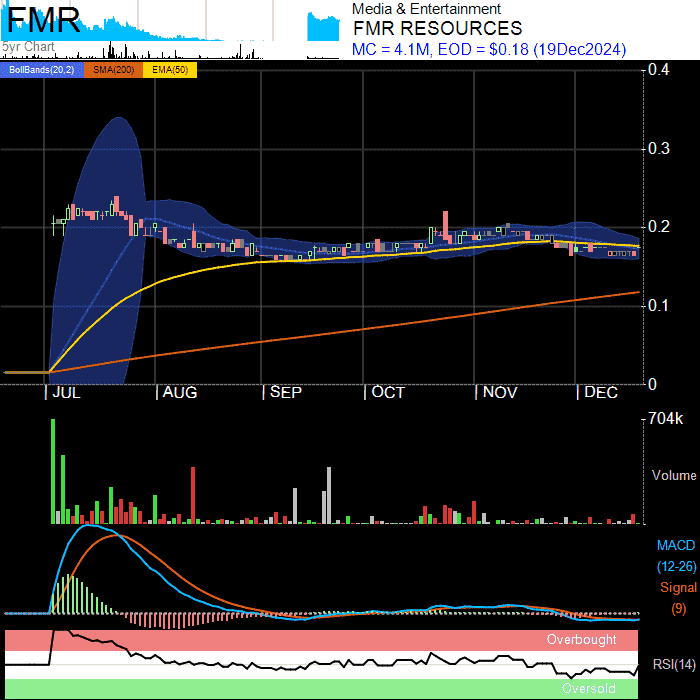 FMR
5yr Chart
Media & Entertainment
FMR RESOURCES
MC = 4.1M, EOD = $0.18 (19Dec2024)
BollBands(20,2) SMA(200) EMA(50)
0.4
0.3
0.2
0.1
0
| JUL | AUG | SEP | OCT | NOV | DEC
704k
Volume
MACD
(12-26)
Signal
(9)
Overbought
RSI(14)
Oversold